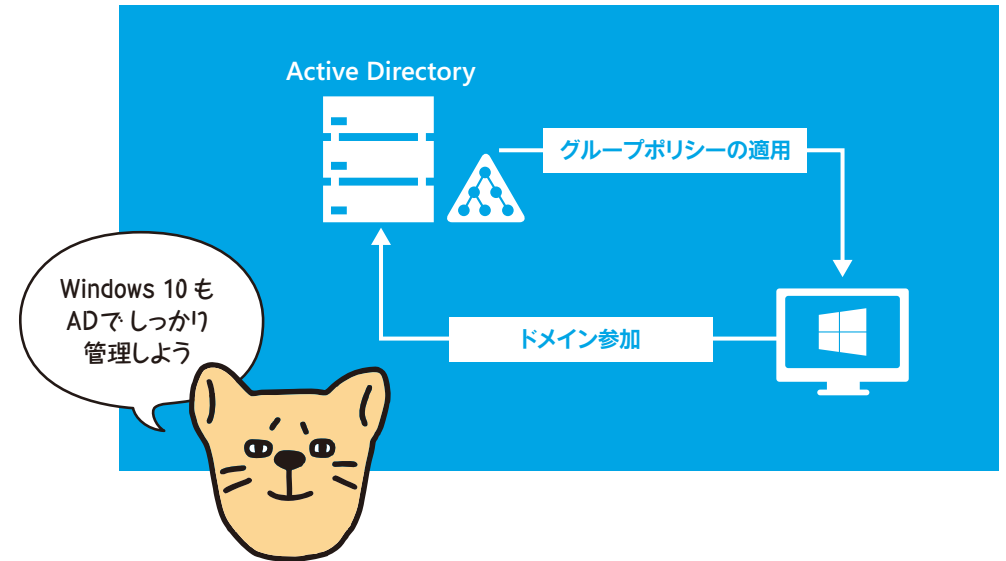 Active Directory
グループポリシーの適用
Windows 10 も
ADで しっかり
管理しよう
ドメイン参加